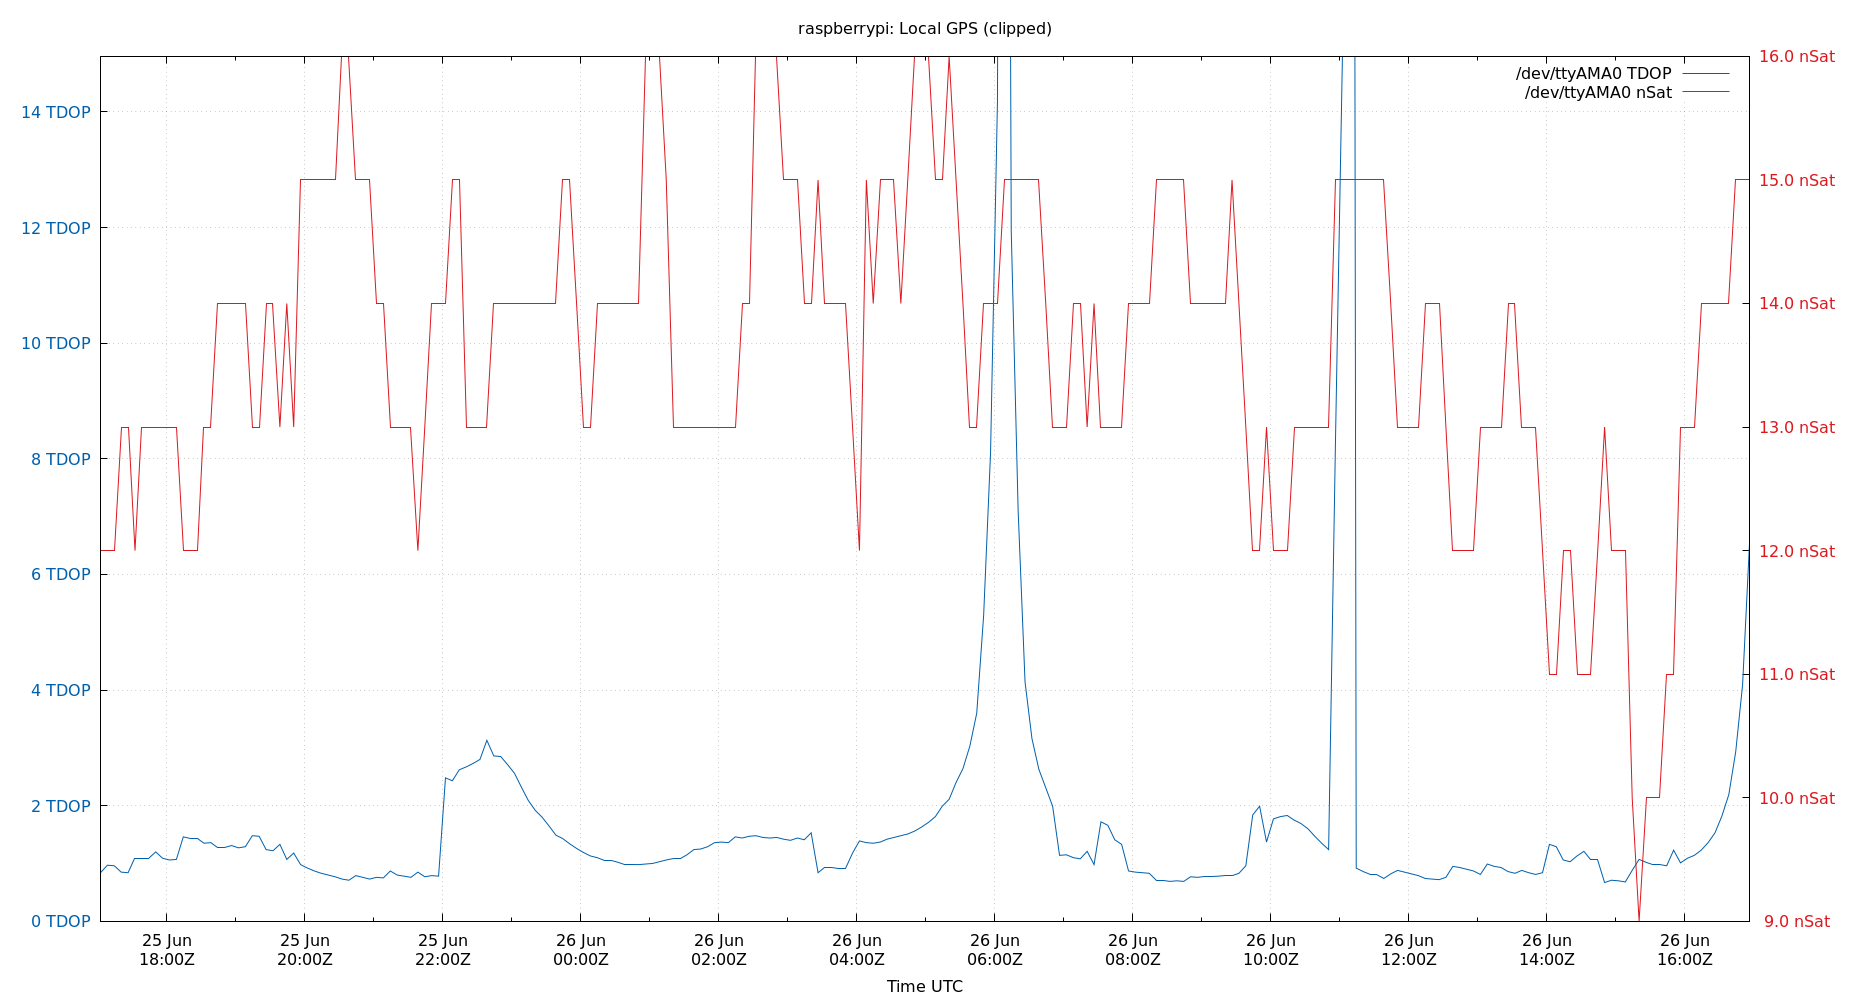 raspberrypi: Local GPS (clipped)
/dev/ttyAMA0 TDOP
/dev/ttyAMA0 nSat
14 TDOP
12 TDOP
10 TDOP
8 TDOP
6 TDOP
4 TDOP
2 TDOP
0 TDOP
16.0 nSat
15.0 nSat
14.0 nSat
13.0 nSat
12.0 nSat
11.0 nSat
10.0 nSat
9.0 nSat
25 Jun 25 Jun 25 Jun 26 Jun 26 Jun 26 Jun 26 Jun 26 Jun 26 Jun 26 Jun 26 Jun 26 Jun
18:00Z 20:00Z 22:00Z 00:00Z 02:00Z 04:00Z 06:00Z 08:00Z 10:00Z 12:00Z 14:00Z 16:00Z
Time UTC